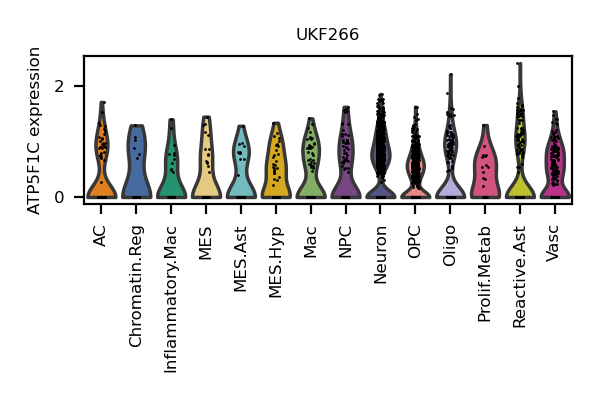 UKF266
ATP5F1C expression
2
0
AC
Chromatin.Reg
Inflammatory.Mac
MES
MES.Ast
MES.Hyp
Mac
NPC
Neuron
OPC
Oligo
Prolif.Metab
Reactive.Ast
Vasc